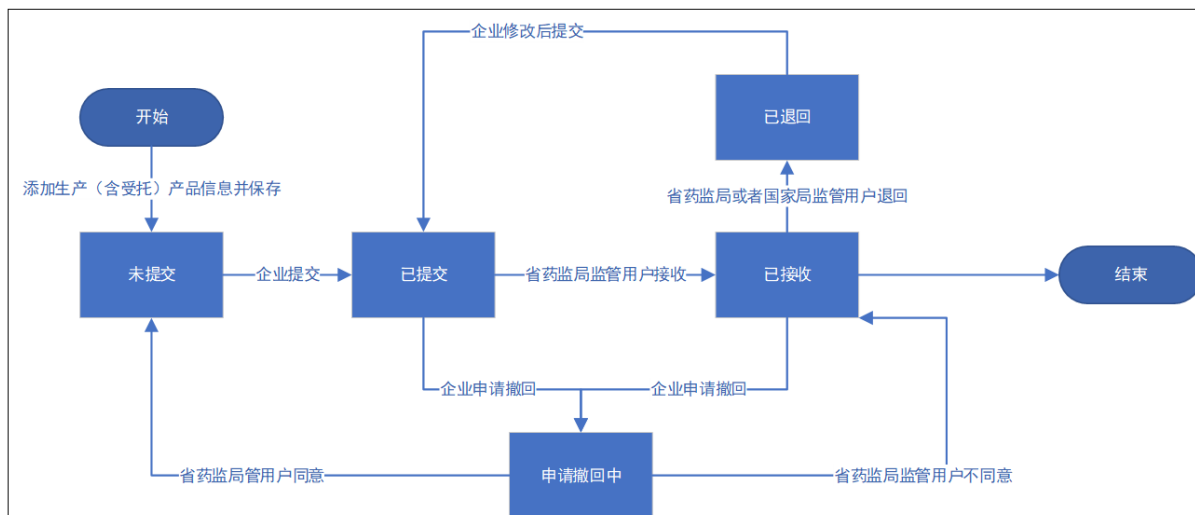 企业修改后提交
开始
已退回
添加生产（含受托）产品信息并保存
省药监局或者国家局监管用户退回
未提交
企业提交
已提交
省药监局监管用户接收
已接收
结束
企业申请撤回
企业申请撤回
省药监局管用户同意
申请撤回中
省药监局监管用户不同意